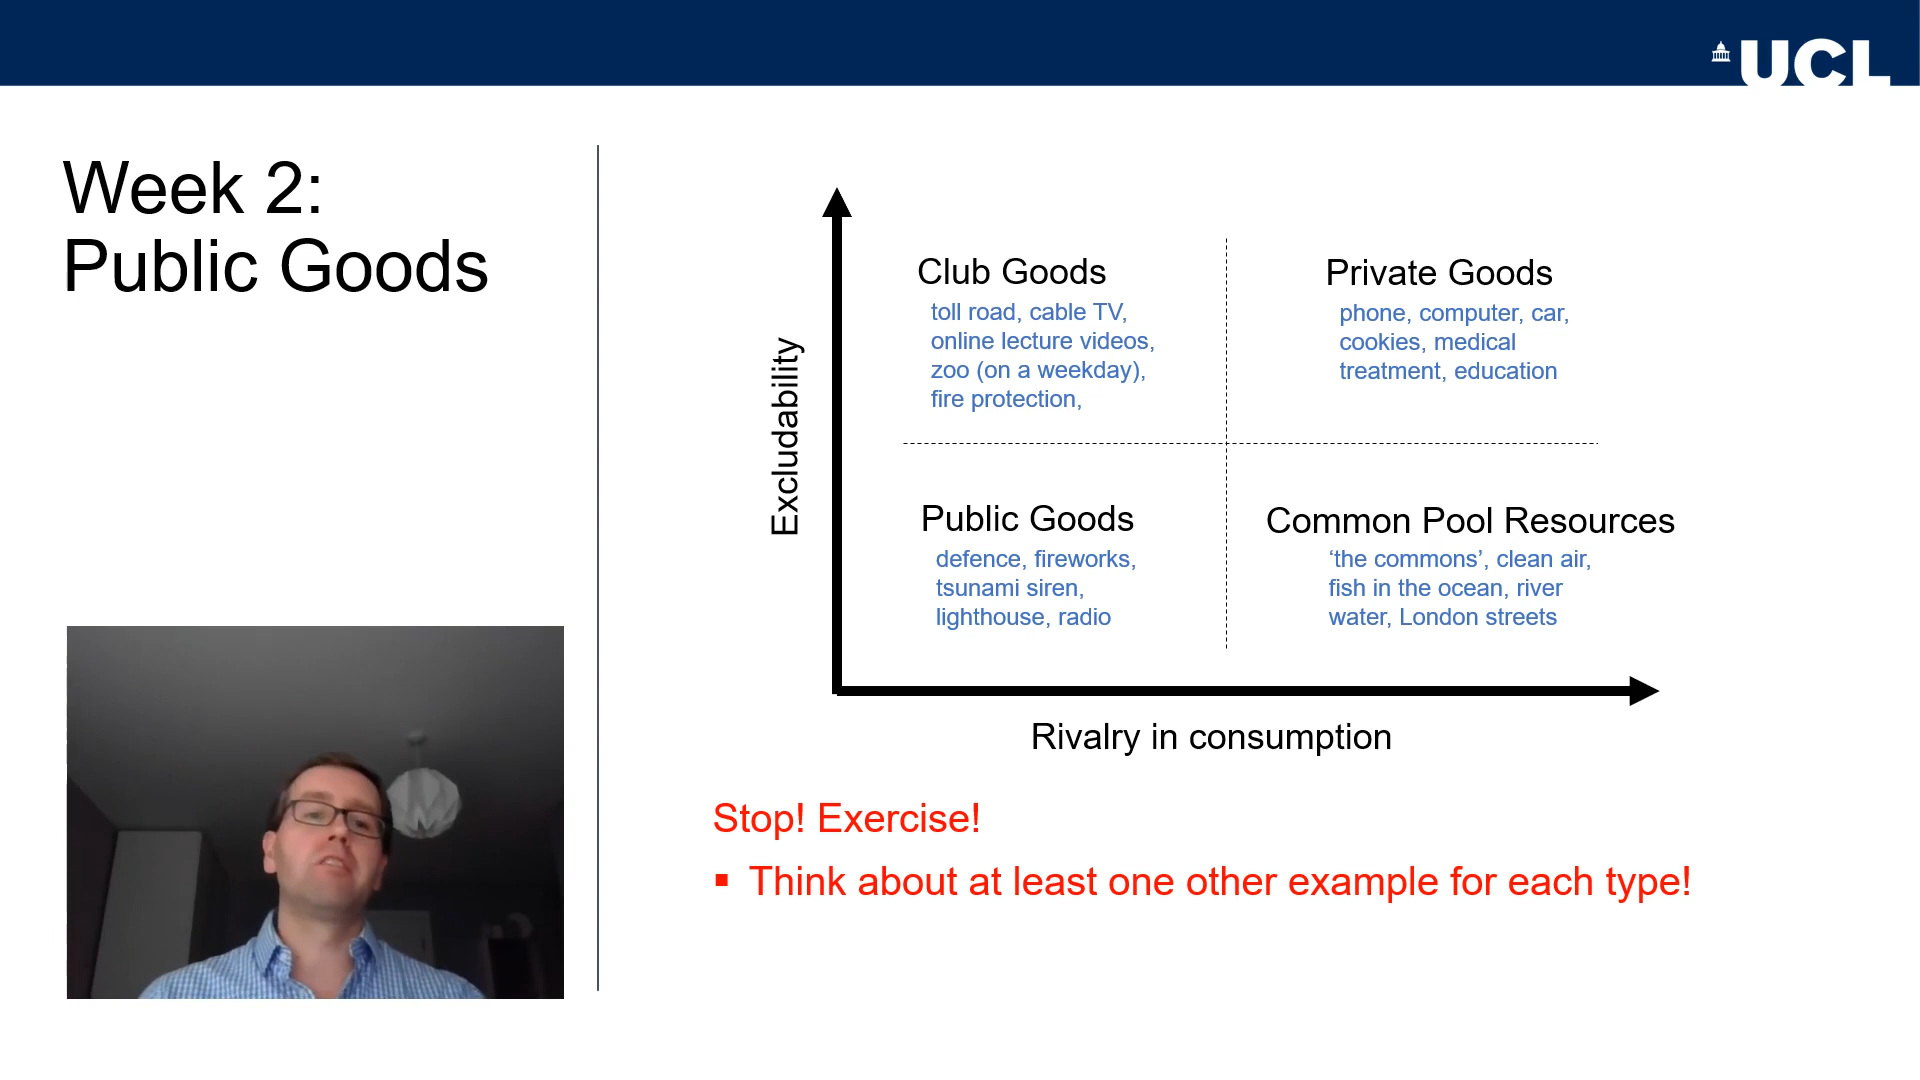 UCL
Week 2:
Public Goods
Excludability
Club Goods
toll road, cable TV,
online lecture videos,
zoo (on a weekday),
fire protection,
Private Goods
phone, computer, car,
cookies, medical
treatment, education
Public Goods
defence, fireworks,
tsunami siren,
lighthouse, radio
Common Pool Resources
‘the commons’, clean air,
fish in the ocean, river
water, London streets
Rivalry in consumption
Stop! Exercise!
▪ Think about at least one other example for each type!